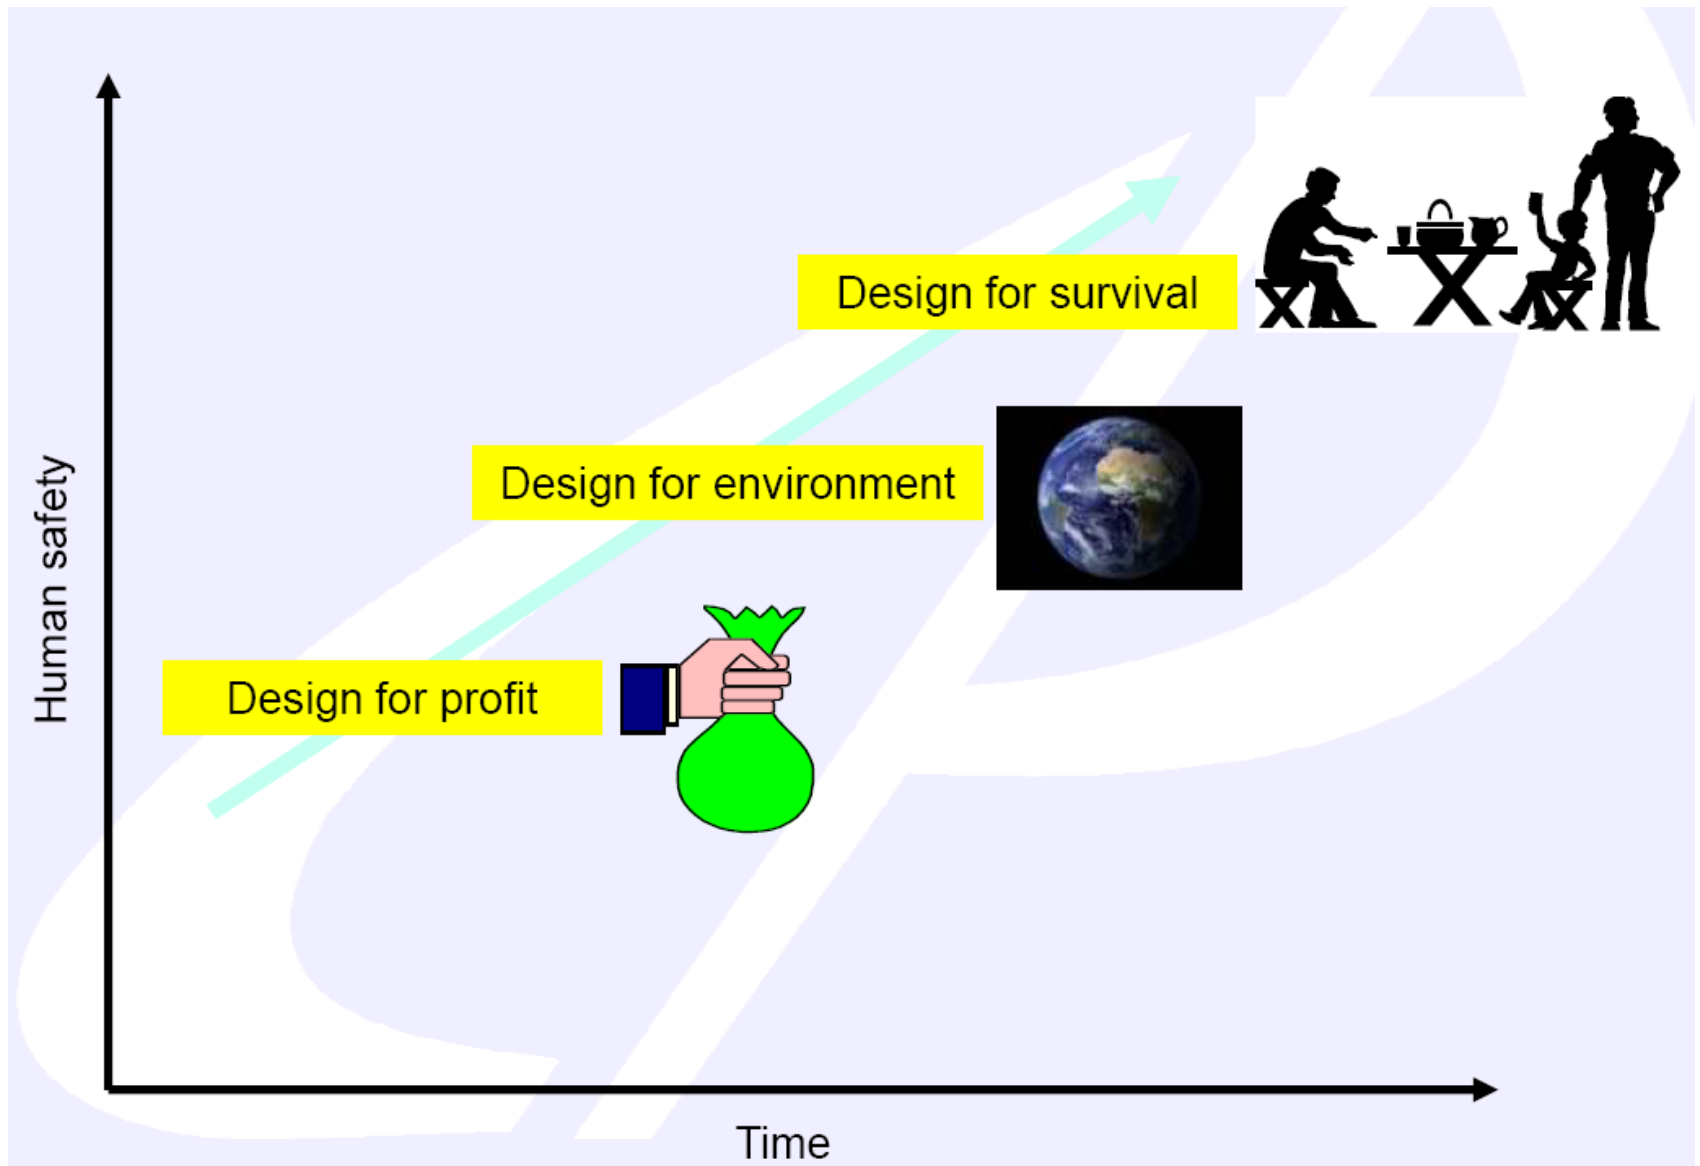 Design for survival
Design for environment
Design for profit
Human safety
Time